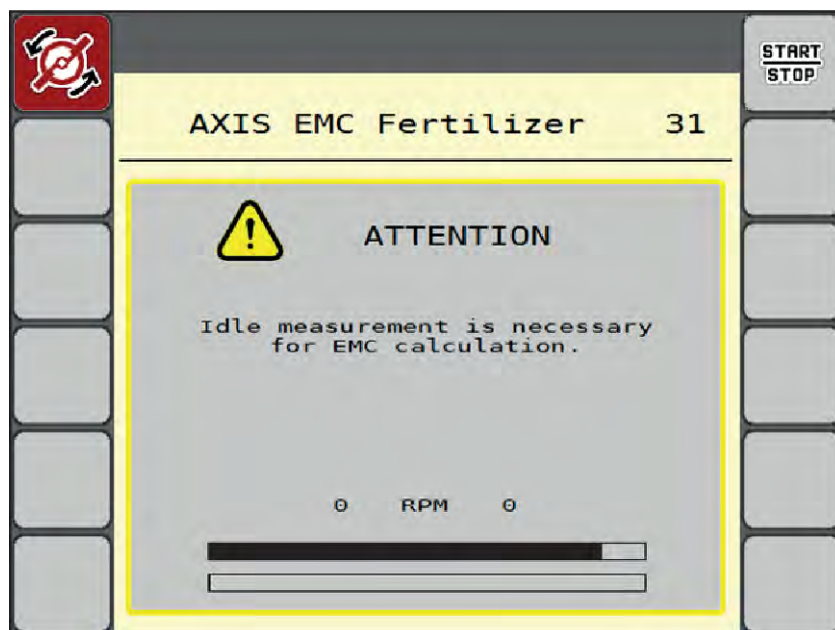 START
STOP
AXIS EMC Fertilizer 31
ATTENTION
Idle measurement is necessary
for EMC calculation.
0 RPM 0